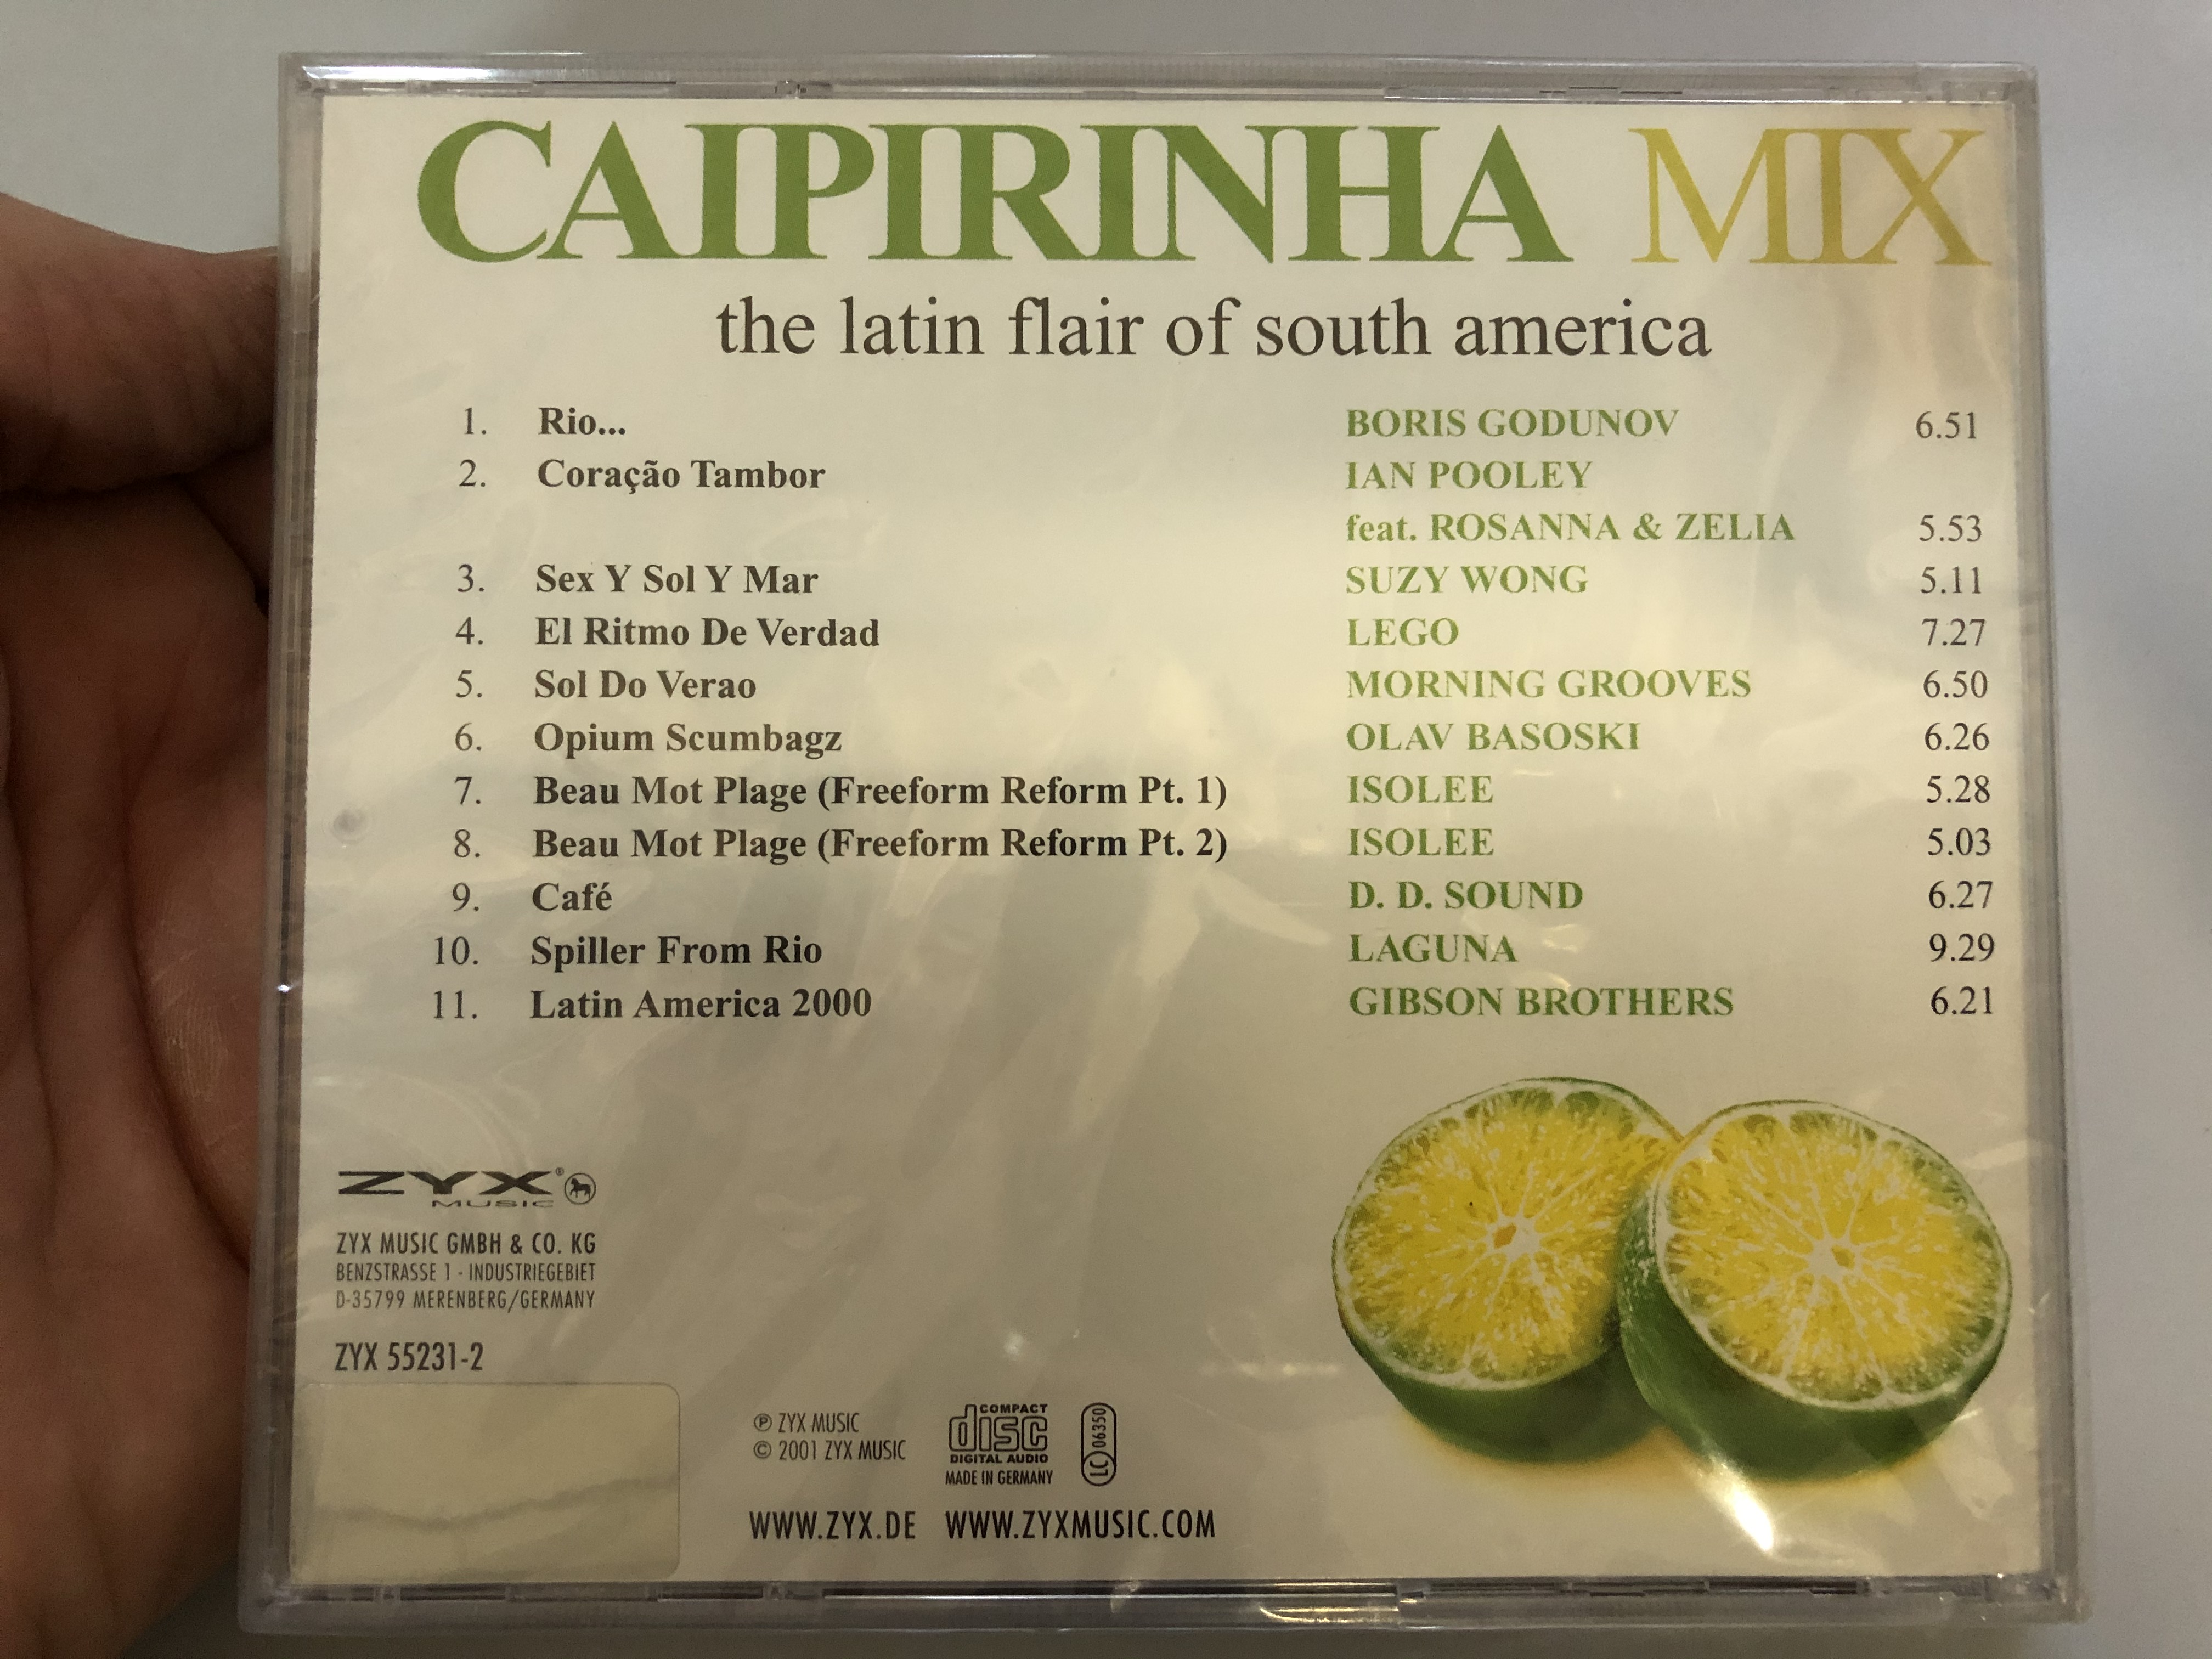 CAIPIRINHA MIX
the latin flair of south america
1. Rio... BORIS GODUNOV 6.51
2. Coração Tambor IAN POOLEY
feat. ROSANNA & ZELIA 5.53
3. Sex Y Sol Y Mar SUZY WONG 5.11
4. El Ritmo De Verdad LEGO 7.27
5. Sol Do Verao MORNING GROOVES 6.50
6. Opium Scumbagz OLAV BASOSKI 6.26
7. Beau Mot Plage (Freeform Reform Pt. 1) ISOLEE 5.28
8. Beau Mot Plage (Freeform Reform Pt. 2) ISOLEE 5.03
9. Café D. D. SOUND 6.27
10. Spiller From Rio LAGUNA 9.29
11. Latin America 2000 GIBSON BROTHERS 6.21
ZYX®
MUSIC
ZYX MUSIC GMBH & CO. KG
BENZSTRASSE 1 - INDUSTRIEGEBIET
D-35799 MERENBERG/GERMANY
ZYX 55231-2
℗ ZYX MUSIC
© 2001 ZYX MUSIC
COMPACT
disc
DIGITAL AUDIO
MADE IN GERMANY
LC 06350
WWW.ZYX.DE WWW.ZYXMUSIC.COM